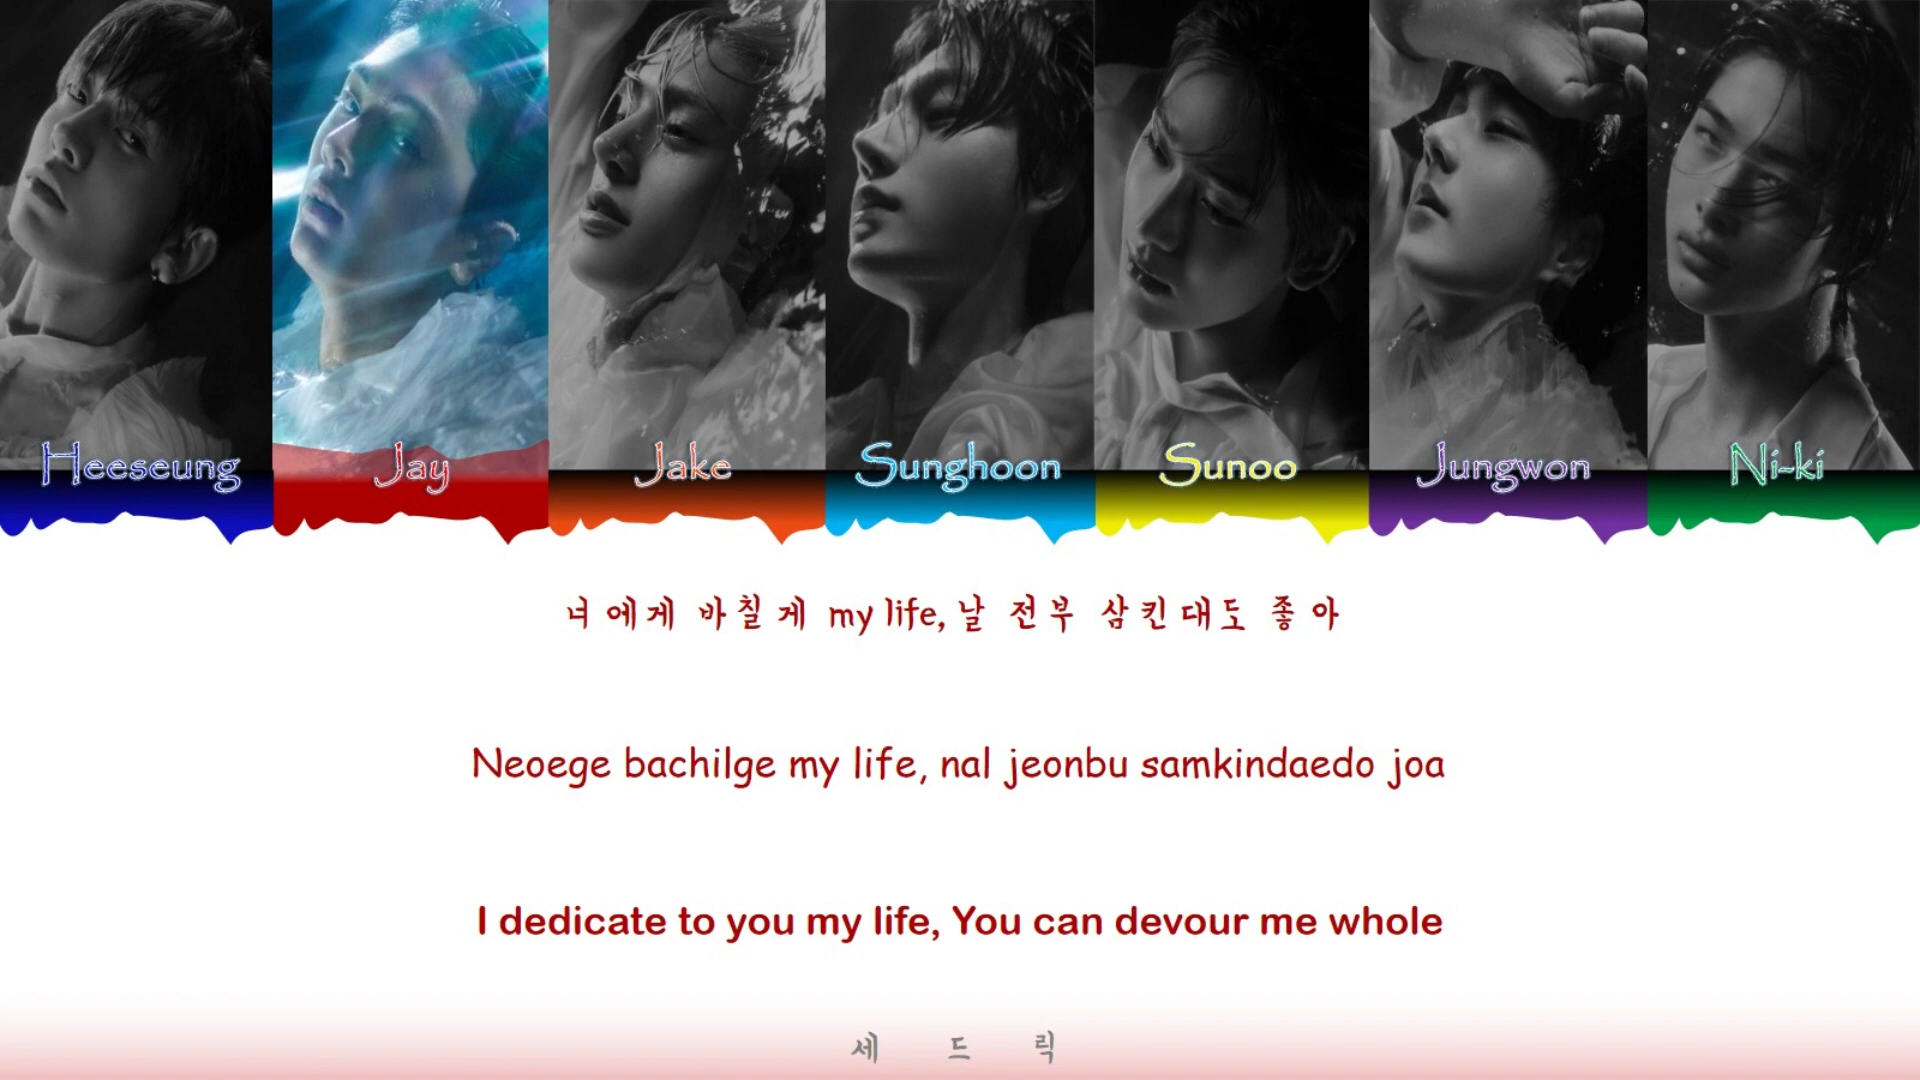 Heeseung Jay Jake Sunghoon Sunoo Jungwon Ni-ki
너에게 바칠게 my life, 날 전부 삼킨대도 좋아
Neoege bachilge my life, nal jeonbu samkindaedo joa
I dedicate to you my life, You can devour me whole
세 드 릭